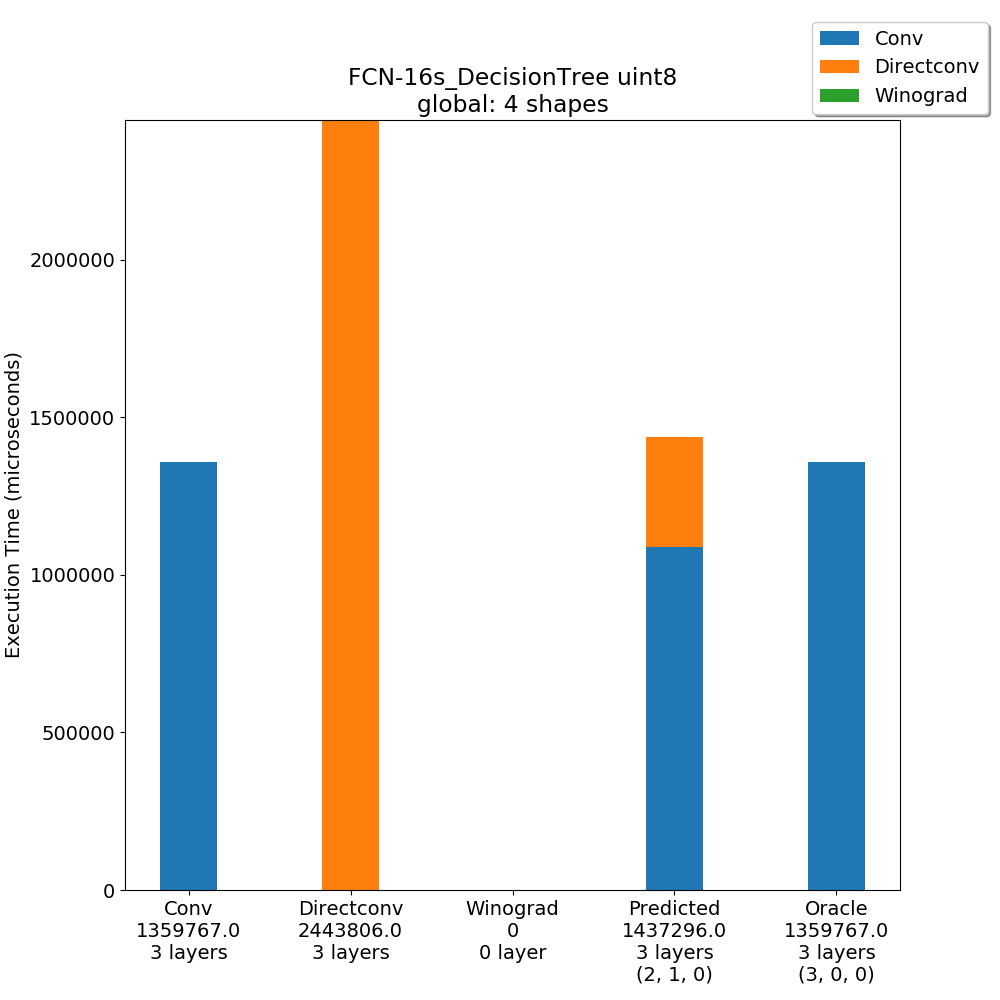 Conv
Directconv
Winograd
FCN-16s_DecisionTree uint8
global: 4 shapes
Execution Time (microseconds)
2000000
1500000
1000000
500000
0
Conv
1359767.0
3 layers
Directconv
2443806.0
3 layers
Winograd
0
0 layer
Predicted
1437296.0
3 layers
(2, 1, 0)
Oracle
1359767.0
3 layers
(3, 0, 0)